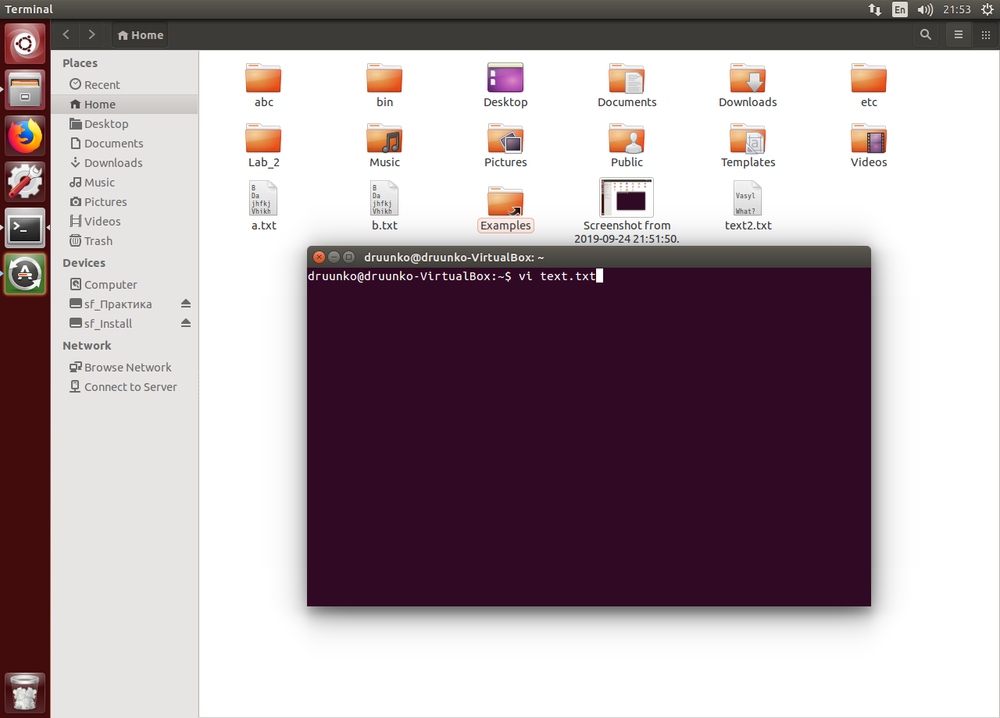 Terminal
En
21:53
Home
Places
Recent
Home
Desktop
Documents
Downloads
Music
Pictures
Videos
Trash
Devices
Computer
sf_Практика
sf_Install
Network
Browse Network
Connect to Server
abc
bin
Desktop
Documents
Downloads
etc
Lab_2
Music
Pictures
Public
Templates
Videos
B
Da
jhfkj
Vhikh
a.txt
B
Da
jhfkj
Vhikh
b.txt
Examples
Screenshot from
2019-09-24 21:51:50.
Vasyl
What?
text2.txt
druunko@druunko-VirtualBox: ~
druunko@druunko-VirtualBox:~$ vi text.txt